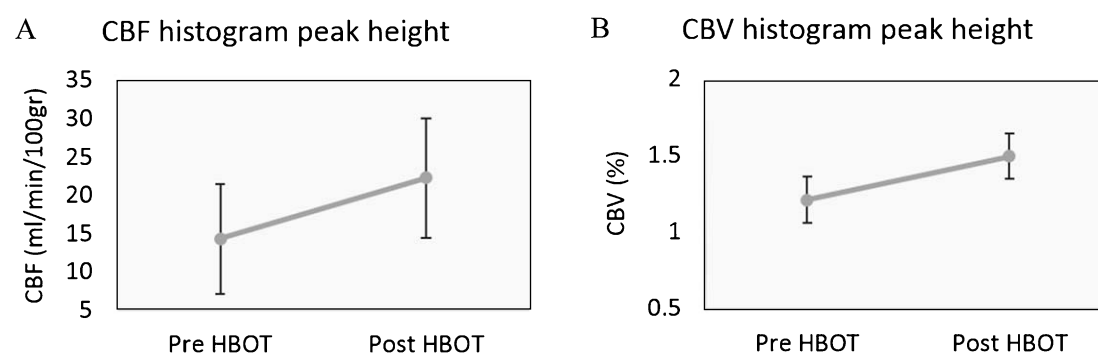 A
CBF histogram peak height
CBF (ml/min/100gr)
35
30
25
20
15
10
5
Pre HBOT
Post HBOT
B
CBV histogram peak height
CBV (%)
2
1.5
1
0.5
Pre HBOT
Post HBOT